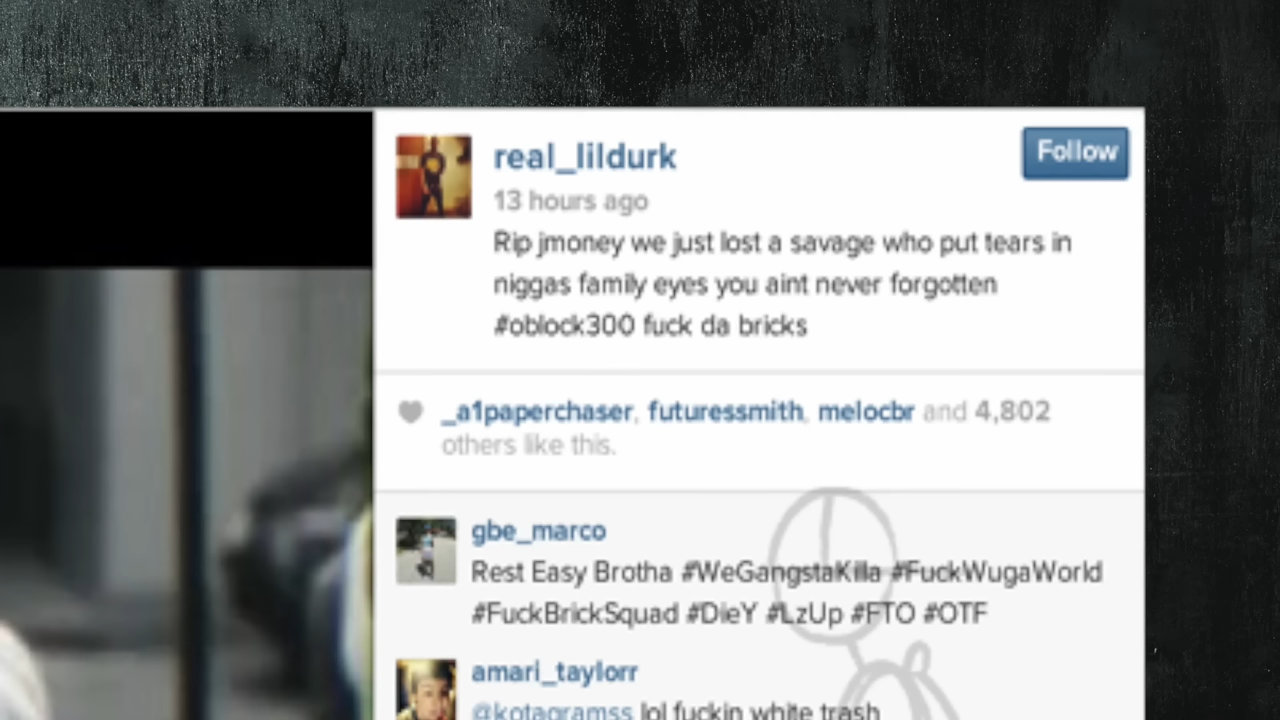 real_lildurk
Follow
13 hours ago
Rip jmoney we just lost a savage who put tears in
niggas family eyes you aint never forgotten
#oblock300 fuck da bricks
_a1paperchaser, futuressmith, melocbr and 4,802
others like this.
gbe_marco
Rest Easy Brotha #WeGangstaKilla #FuckWugaWorld
#FuckBrickSquad #DieY #LzUp #FTO #OTF
amari_taylorr
@kotagramss lol fuckin white trash